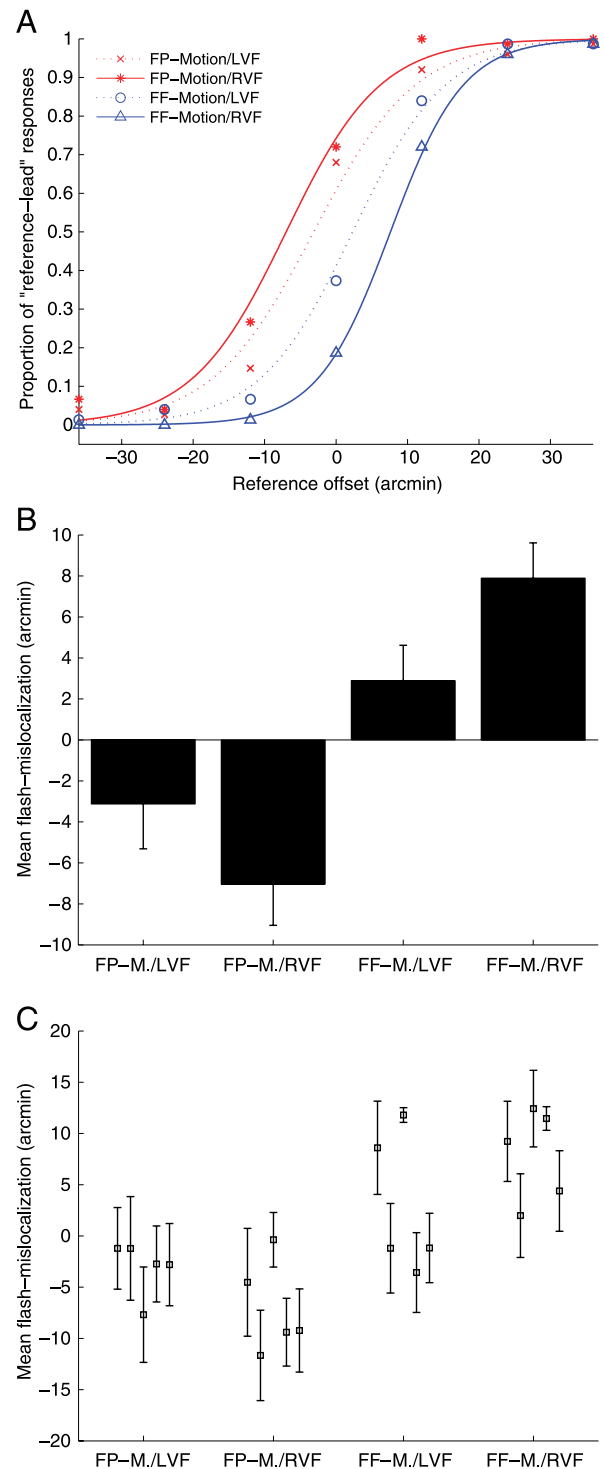 A
1
0.9
0.8
0.7
0.6
0.5
0.4
0.3
0.2
0.1
0
Proportion of "reference–lead" responses
FP–Motion/LVF
FP–Motion/RVF
FF–Motion/LVF
FF–Motion/RVF
−30 −20 −10 0 10 20 30
Reference offset (arcmin)
B
10
8
6
4
2
0
−2
−4
−6
−8
−10
Mean flash–mislocalization (arcmin)
FP–M./LVF FP–M./RVF FF–M./LVF FF–M./RVF
C
20
15
10
5
0
−5
−10
−15
−20
Mean flash–mislocalization (arcmin)
FP–M./LVF FP–M./RVF FF–M./LVF FF–M./RVF